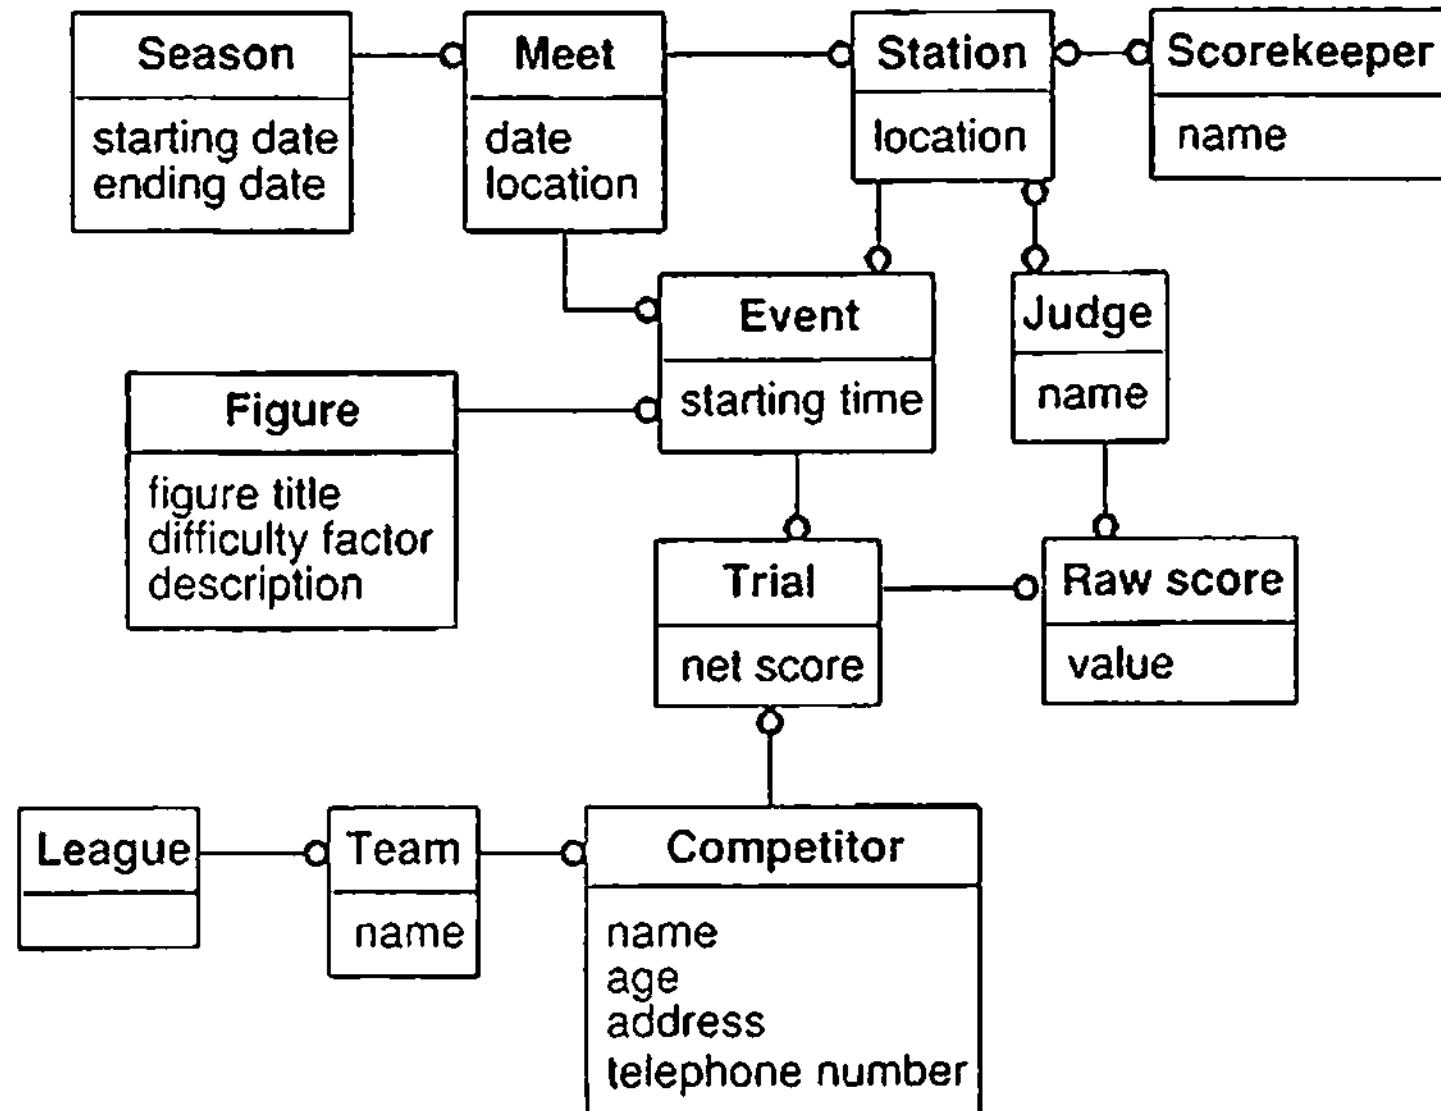 Season
starting date
ending date
Meet
date
location
Station
location
Scorekeeper
name
Event
starting time
Judge
name
Figure
figure title
difficulty factor
description
Trial
net score
Raw score
value
League
Team
name
Competitor
name
age
address
telephone number